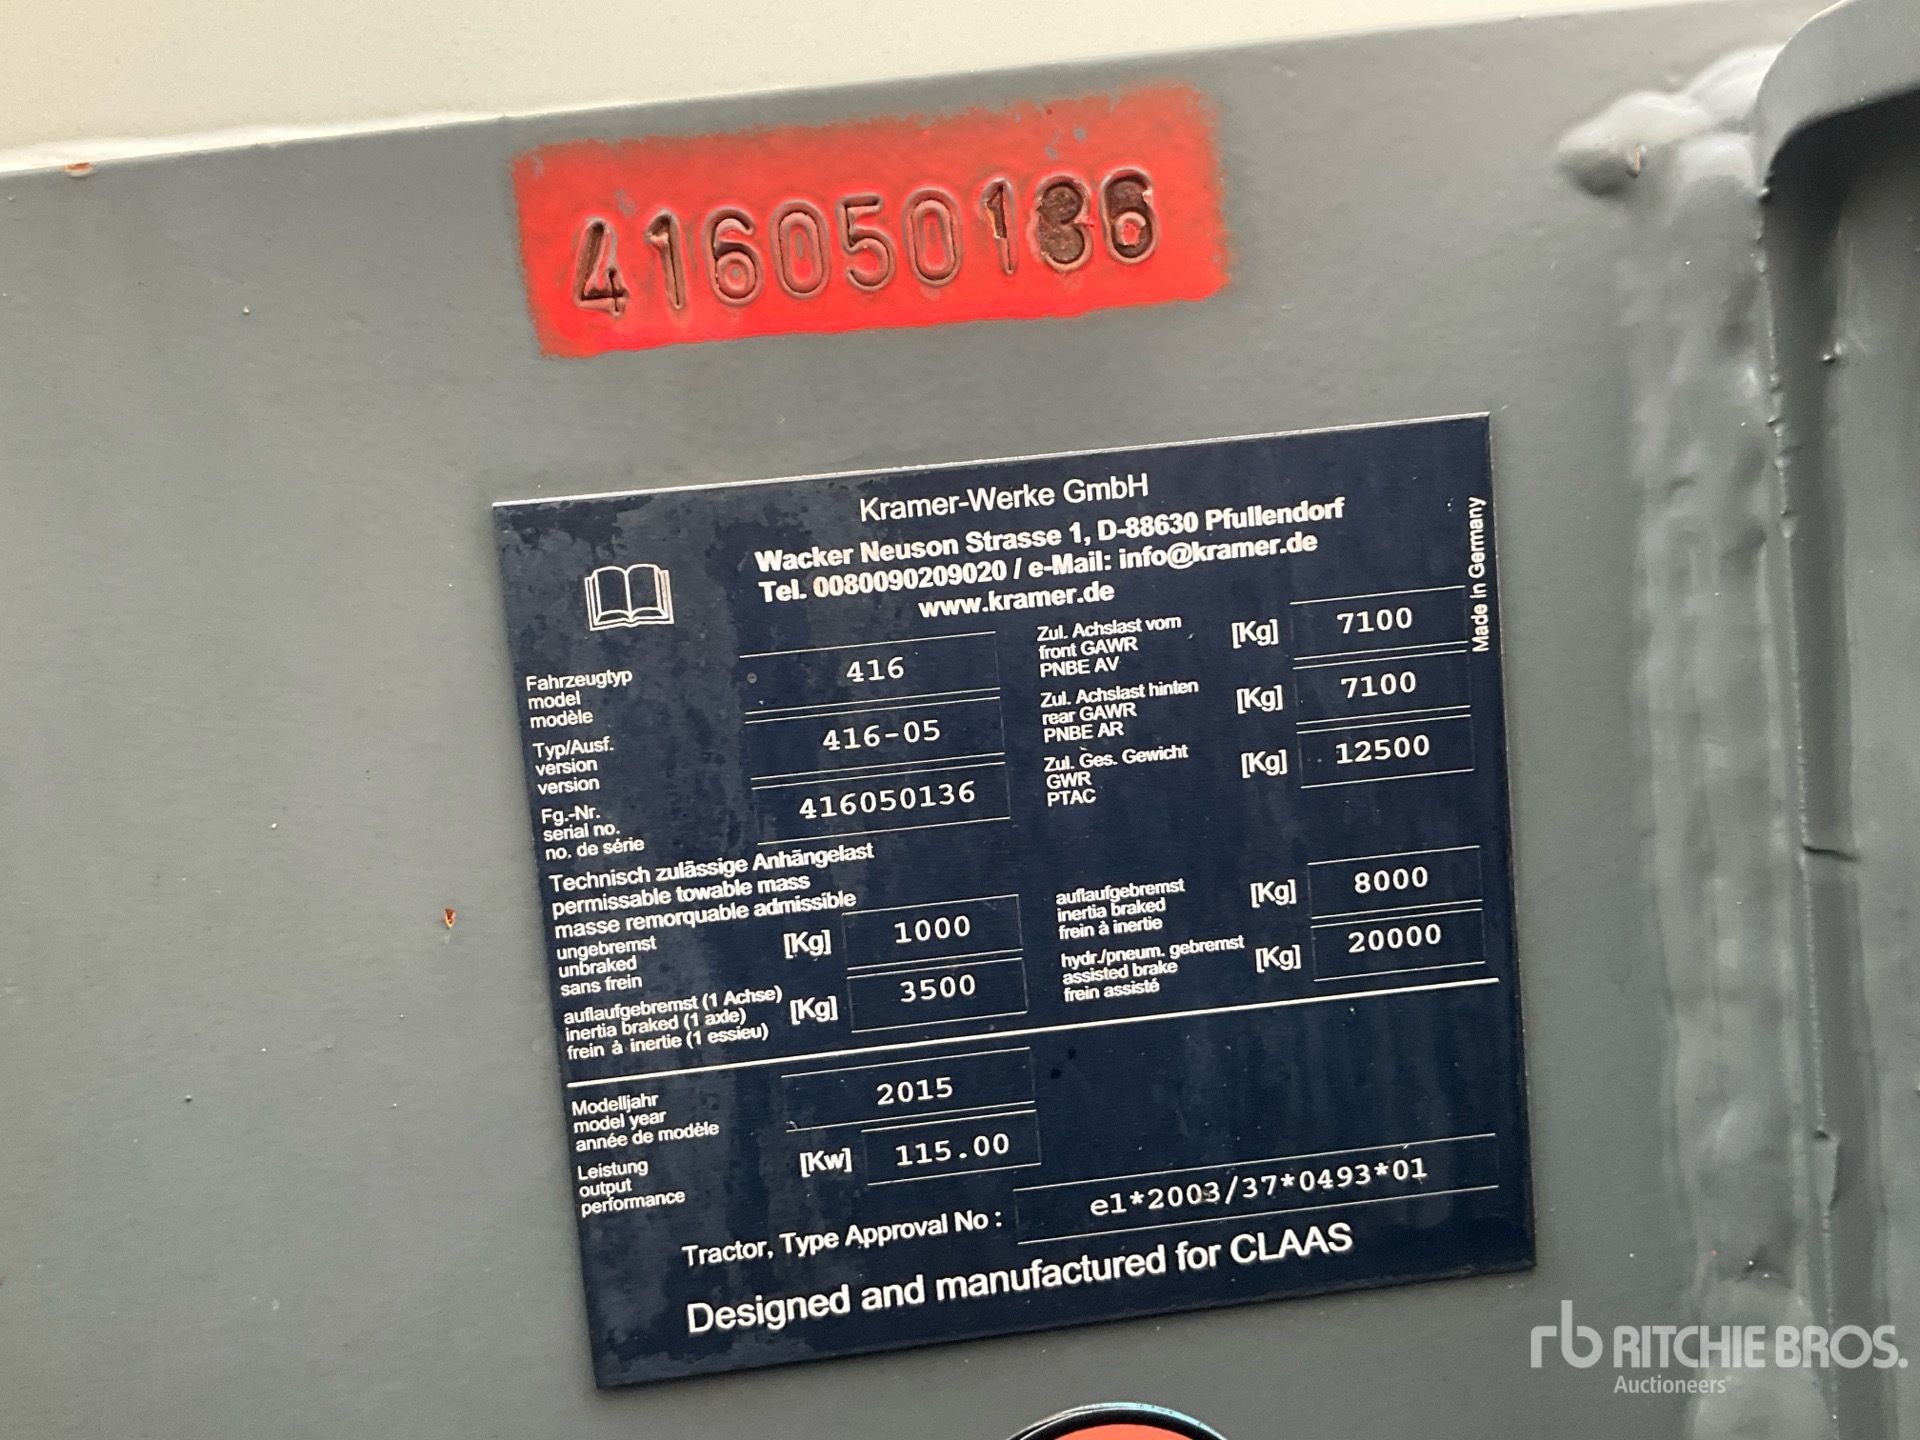 416050136
Kramer-Werke GmbH
Wacker Neuson Strasse 1, D-88630 Pfullendorf
Tel. 0080090209020 / e-Mail: info@kramer.de
www.kramer.de
Made in Germany
Fahrzeugtyp
model
modèle
416
Typ/Ausf.
version
version
416-05
Fg.-Nr.
serial no.
no. de série
416050136
Zul. Achslast vorn
front GAWR
PNBE AV
[Kg] 7100
Zul. Achslast hinten
rear GAWR
PNBE AR
[Kg] 7100
Zul. Ges. Gewicht
GWR
PTAC
[Kg] 12500
Technisch zulässige Anhängelast
permissable towable mass
masse remorquable admissible
ungebremst
unbraked
sans frein
[Kg] 1000
auflaufgebremst (1 Achse)
inertia braked (1 axle)
frein à inertie (1 essieu)
[Kg] 3500
auflaufgebremst
inertia braked
frein à inertie
[Kg] 8000
hydr./pneum. gebremst
assisted brake
frein assisté
[Kg] 20000
Modelljahr
model year
année de modèle
2015
Leistung
output
performance
[Kw] 115.00
Tractor, Type Approval No : e1*2003/37*0493*01
Designed and manufactured for CLAAS
rb RITCHIE BROS.
Auctioneers